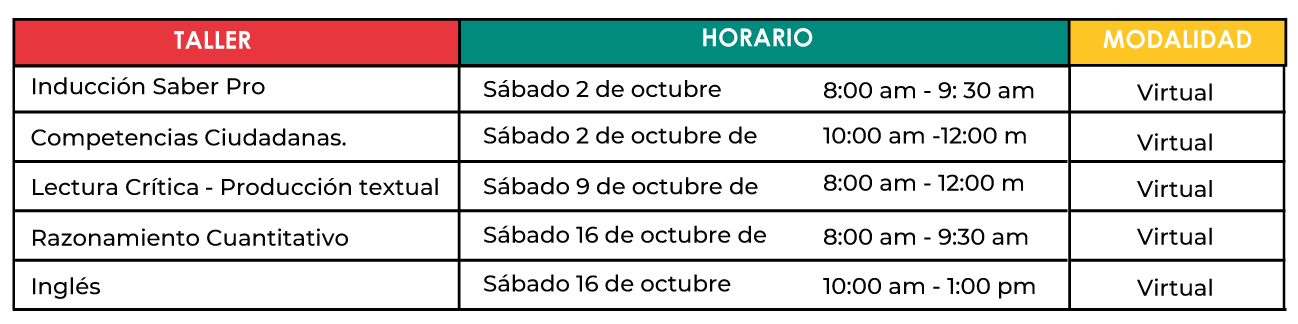 TALLER HORARIO MODALIDAD
Inducción Saber Pro Sábado 2 de octubre 8:00 am - 9: 30 am Virtual
Competencias Ciudadanas. Sábado 2 de octubre de 10:00 am -12:00 m Virtual
Lectura Crítica - Producción textual Sábado 9 de octubre de 8:00 am - 12:00 m Virtual
Razonamiento Cuantitativo Sábado 16 de octubre de 8:00 am - 9:30 am Virtual
Inglés Sábado 16 de octubre 10:00 am - 1:00 pm Virtual